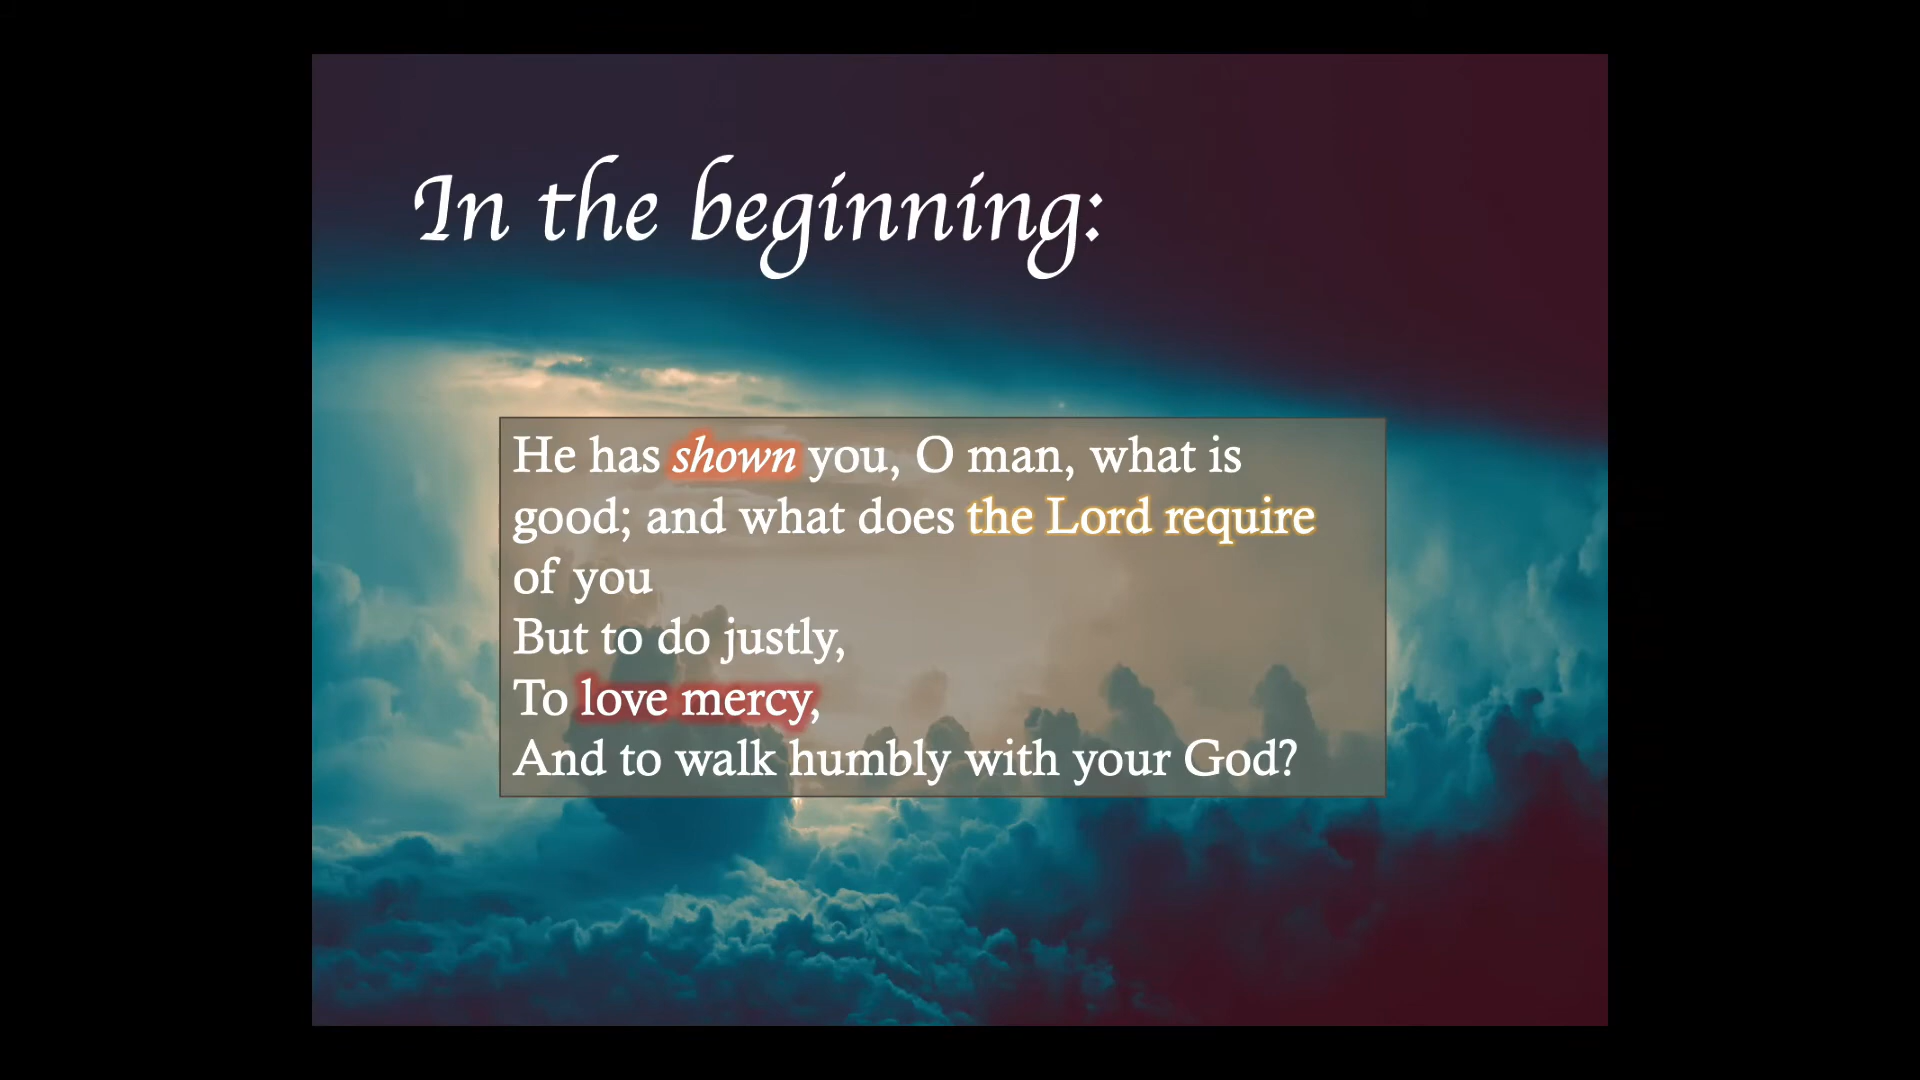 In the beginning:
He has shown you, O man, what is
good; and what does the Lord require
of you
But to do justly,
To love mercy,
And to walk humbly with your God?